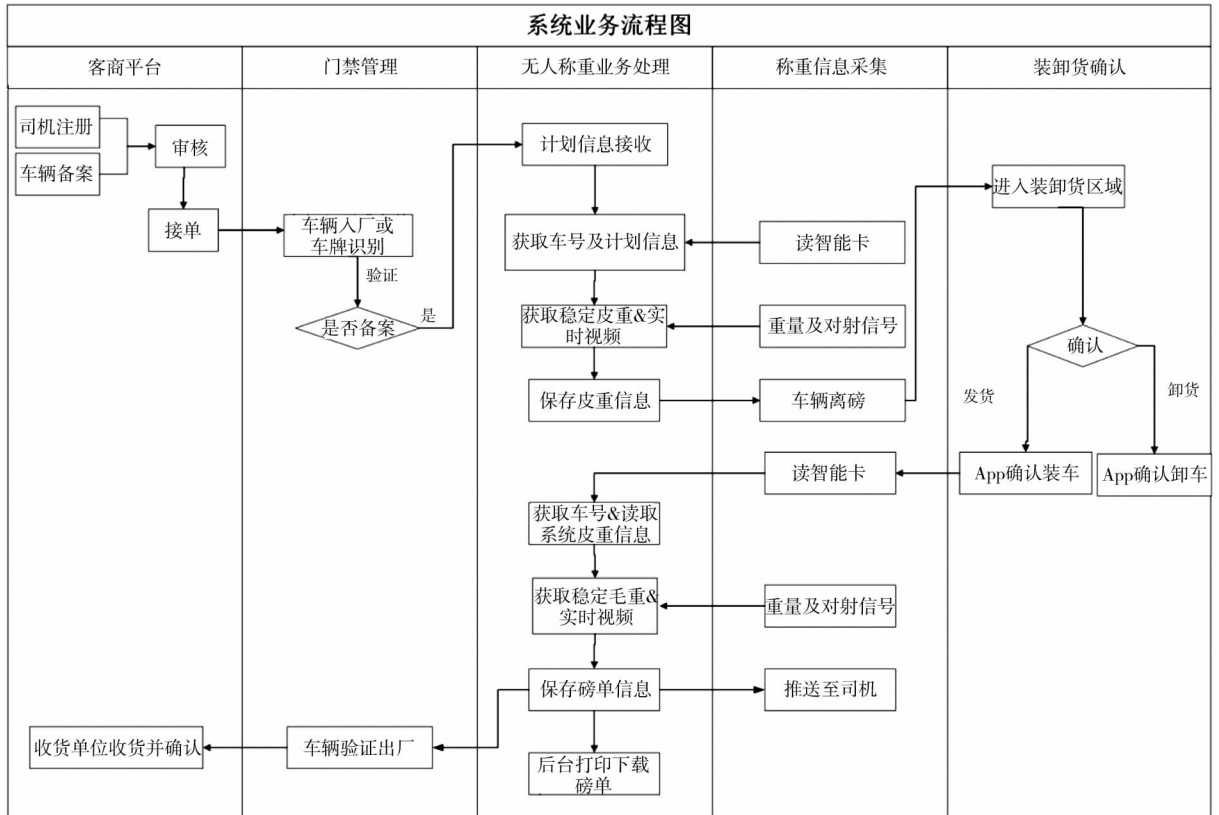 系统业务流程图
客商平台
门禁管理
无人称重业务处理
称重信息采集
装卸货确认
司机注册
车辆备案
审核
接单
车辆入厂或
车牌识别
验证
是否备案
是
计划信息接收
获取车号及计划信息
读智能卡
获取稳定皮重&实
时视频
重量及对射信号
保存皮重信息
车辆离磅
进入装卸货区域
确认
发货
卸货
App确认装车
App确认卸车
读智能卡
获取车号&读取
系统皮重信息
获取稳定毛重&
实时视频
重量及对射信号
保存磅单信息
推送至司机
车辆验证出厂
收货单位收货并确认
后台打印下载
磅单